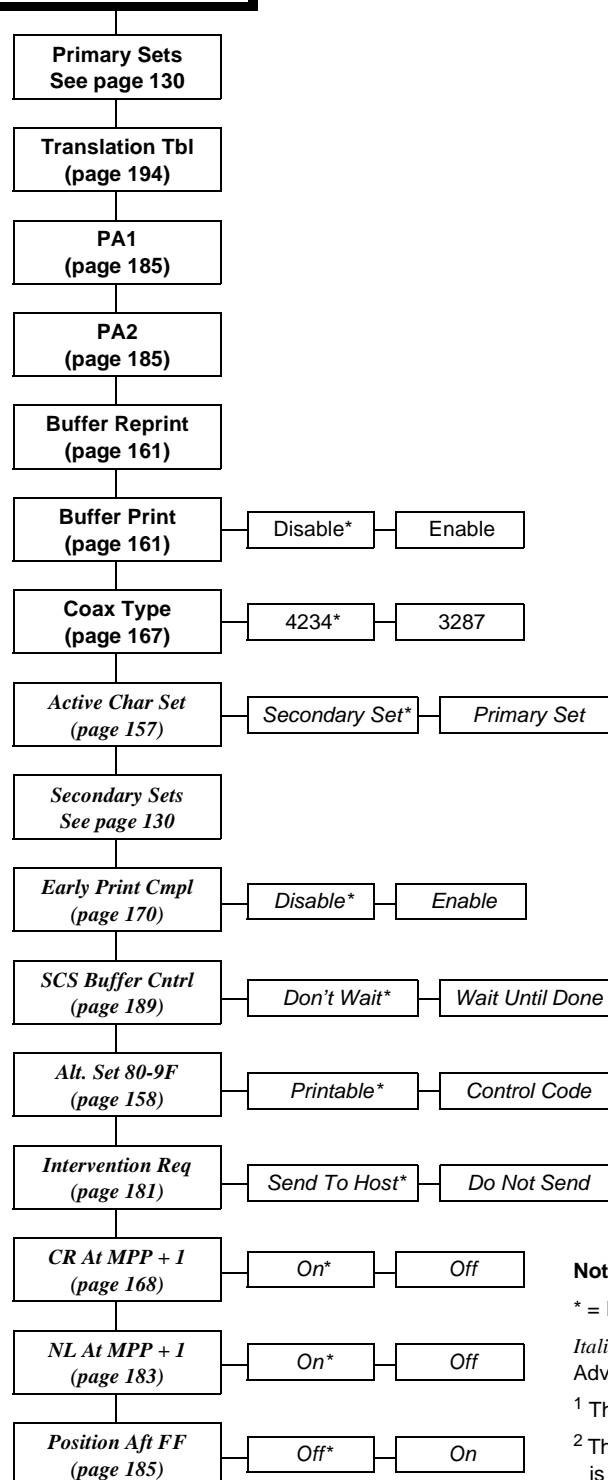 Primary Sets
See page 130
Translation Tbl
(page 194)
PA1
(page 185)
PA2
(page 185)
Buffer Reprint
(page 161)
Buffer Print
(page 161)
Disable*
Enable
Coax Type
(page 167)
4234*
3287
Active Char Set
(page 157)
Secondary Set*
Primary Set
Secondary Sets
See page 130
Early Print Cmpl
(page 170)
Disable*
Enable
SCS Buffer Cntrl
(page 189)
Don't Wait*
Wait Until Done
Alt. Set 80-9F
(page 158)
Printable*
Control Code
Intervention Req
(page 181)
Send To Host*
Do Not Send
CR At MPP + 1
(page 168)
On*
Off
NL At MPP + 1
(page 183)
On*
Off
Position Aft FF
(page 185)
Off*
On
* =
1
2
is